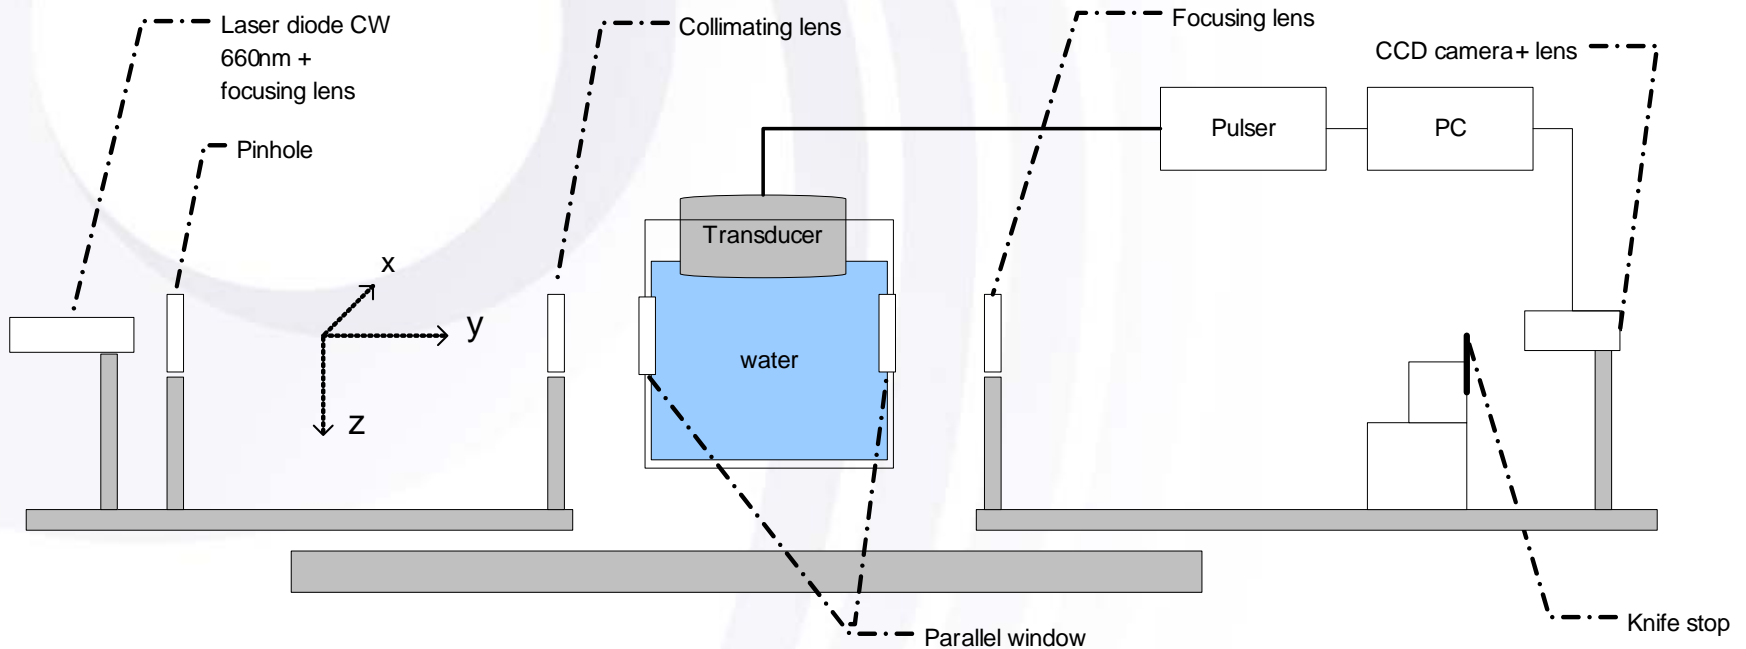 Laser diode CW
660nm +
focusing lens
Pinhole
Collimating lens
Focusing lens
CCD camera+ lens
Pulser
PC
Transducer
x
y
z
water
Parallel window
Knife stop